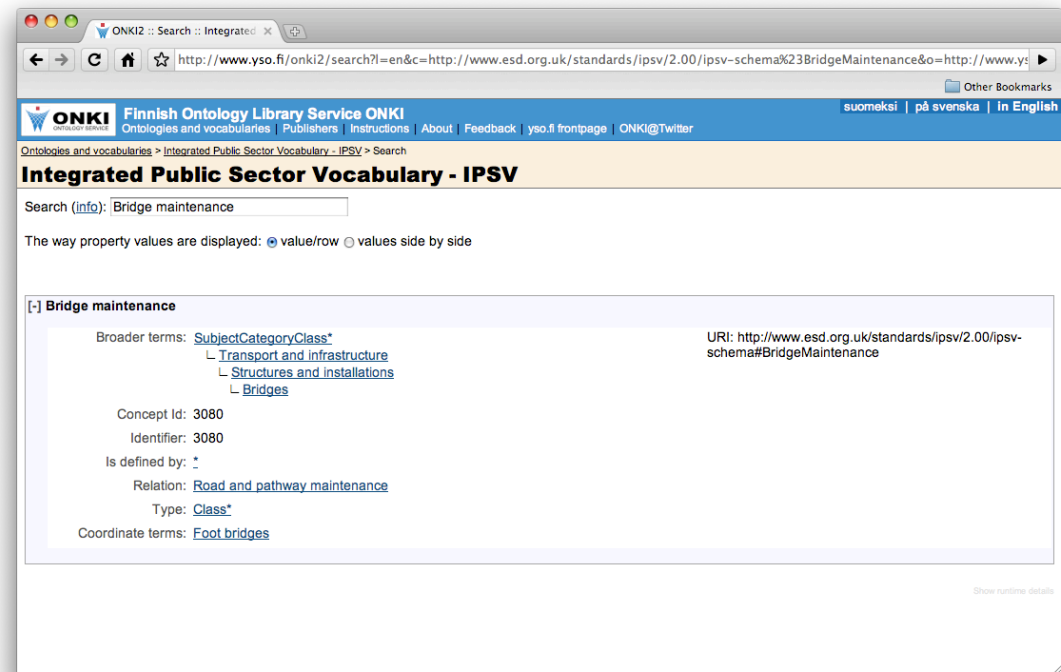 ONKI2 :: Search :: Integrated
http://www.yso.fi/onki2/search?l=en&c=http://www.esd.org.uk/standards/ipsv/2.00/ipsv-schema%23BridgeMaintenance&o=http://www.ys
Other Bookmarks
ONKI
ONTOLOGY SERVICE
Finnish Ontology Library Service ONKI
suomeksi | på svenska | in English
Ontologies and vocabularies | Publishers | Instructions | About | Feedback | yso.fi frontpage | ONKI@Twitter
Ontologies and vocabularies > Integrated Public Sector Vocabulary - IPSV > Search
Integrated Public Sector Vocabulary - IPSV
Search (info): Bridge maintenance
The way property values are displayed: value/row values side by side
[-] Bridge maintenance
Broader terms: SubjectCategoryClass*
Transport and infrastructure
Structures and installations
Bridges
URI: http://www.esd.org.uk/standards/ipsv/2.00/ipsv-
schema#BridgeMaintenance
Concept Id: 3080
Identifier: 3080
Is defined by: *
Relation: Road and pathway maintenance
Type: Class*
Coordinate terms: Foot bridges
Show runtime details